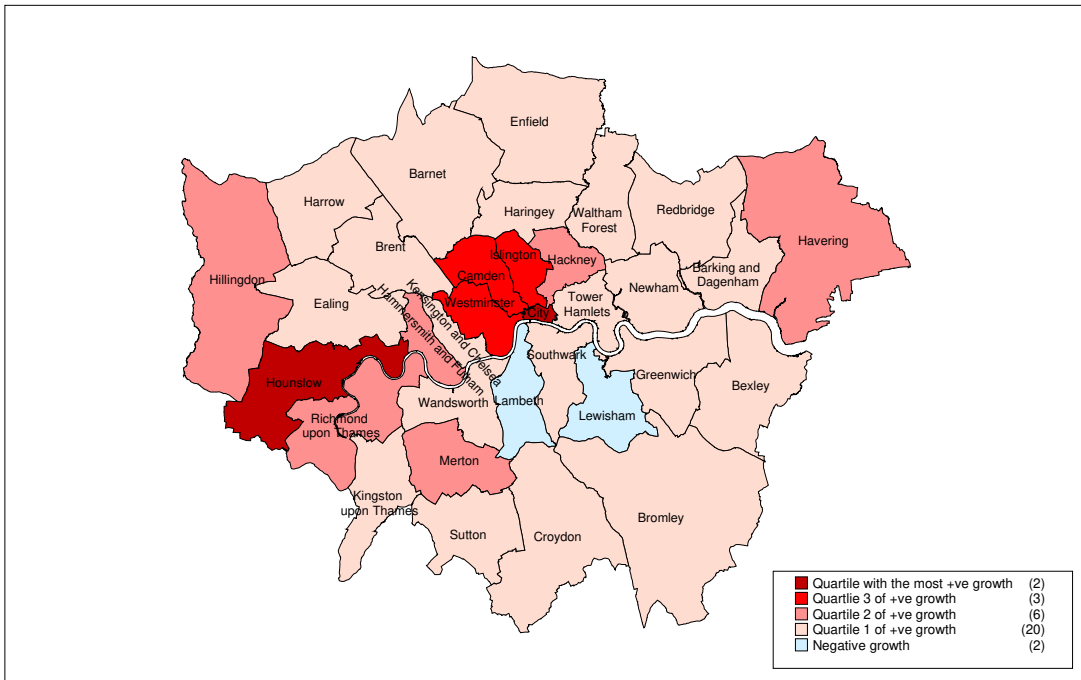 Enfield
Barnet
Harrow
Haringey
Waltham
Forest
Redbridge
Havering
Brent
Islington
Hackney
Camden
Barking and
Dagenham
Hillingdon
Newham
Ealing
Westminster
Tower
Hamlets
City
Kensington and Chelsea
Hammersmith and Fulham
Southwark
Greenwich
Hounslow
Bexley
Wandsworth
Lambeth
Lewisham
Richmond
upon Thames
Merton
Kingston
upon Thames
Bromley
Sutton
Croydon
Quartile with the most +ve growth (2)
Quartlie 3 of +ve growth (3)
Quartile 2 of +ve growth (6)
Quartile 1 of +ve growth (20)
Negative growth (2)